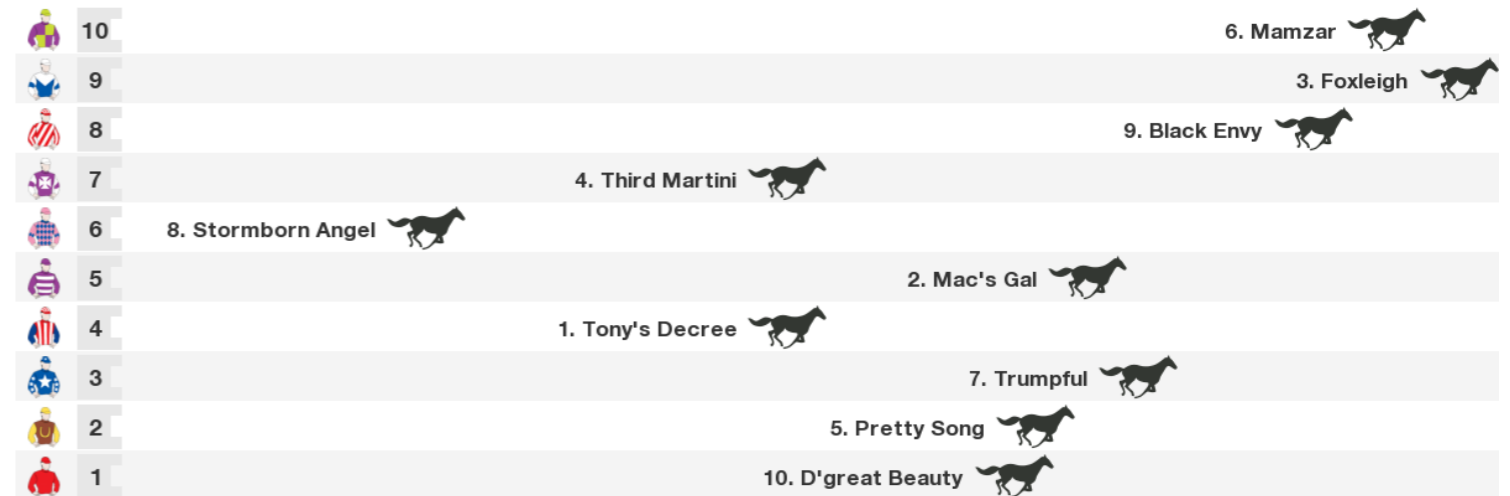 10 6. Mamzar
9 3. Foxleigh
8 9. Black Envy
7 4. Third Martini
6 8. Stormborn Angel
5 2. Mac's Gal
4 1. Tony's Decree
3 7. Trumpful
2 5. Pretty Song
1 10. D'great Beauty